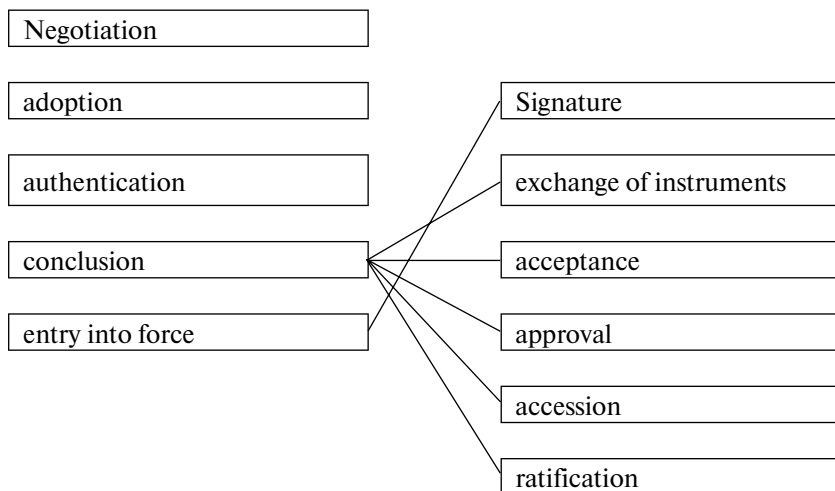 Negotiation
adoption
authentication
conclusion
entry into force
Signature
exchange of instruments
acceptance
approval
accession
ratification